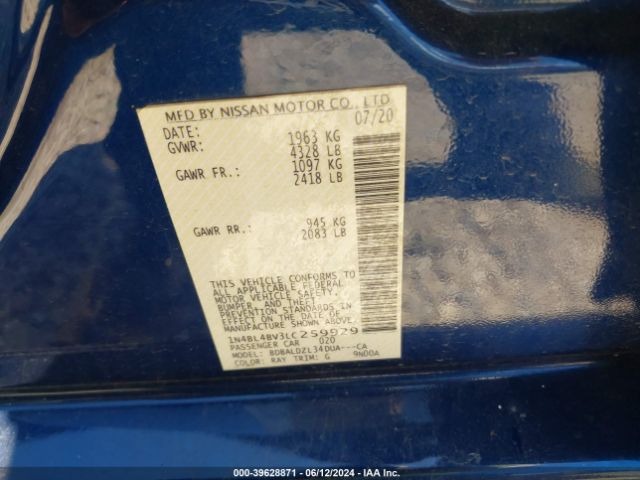 MFD BY NISSAN MOTOR CO., LTD
DATE: 07/20
GVWR: 1963 KG
4328 LB
GAWR FR.: 1097 KG
2418 LB
GAWR RR.: 945 KG
2083 LB
THIS VEHICLE CONFORMS TO
ALL APPLICABLE FEDERAL
MOTOR VEHICLE SAFETY,
BUMPER, AND THEFT
PREVENTION STANDARDS IN
EFFECT ON THE DATE OF
MANUFACTURE SHOWN ABOVE.
1N4BL4BV3LC259929
PASSENGER CAR 020
MODEL: BDBALDZL34DUA---CA
COLOR: RAY TRIM: G 9N00A
000-39628871 - 06/12/2024 - IAA Inc.